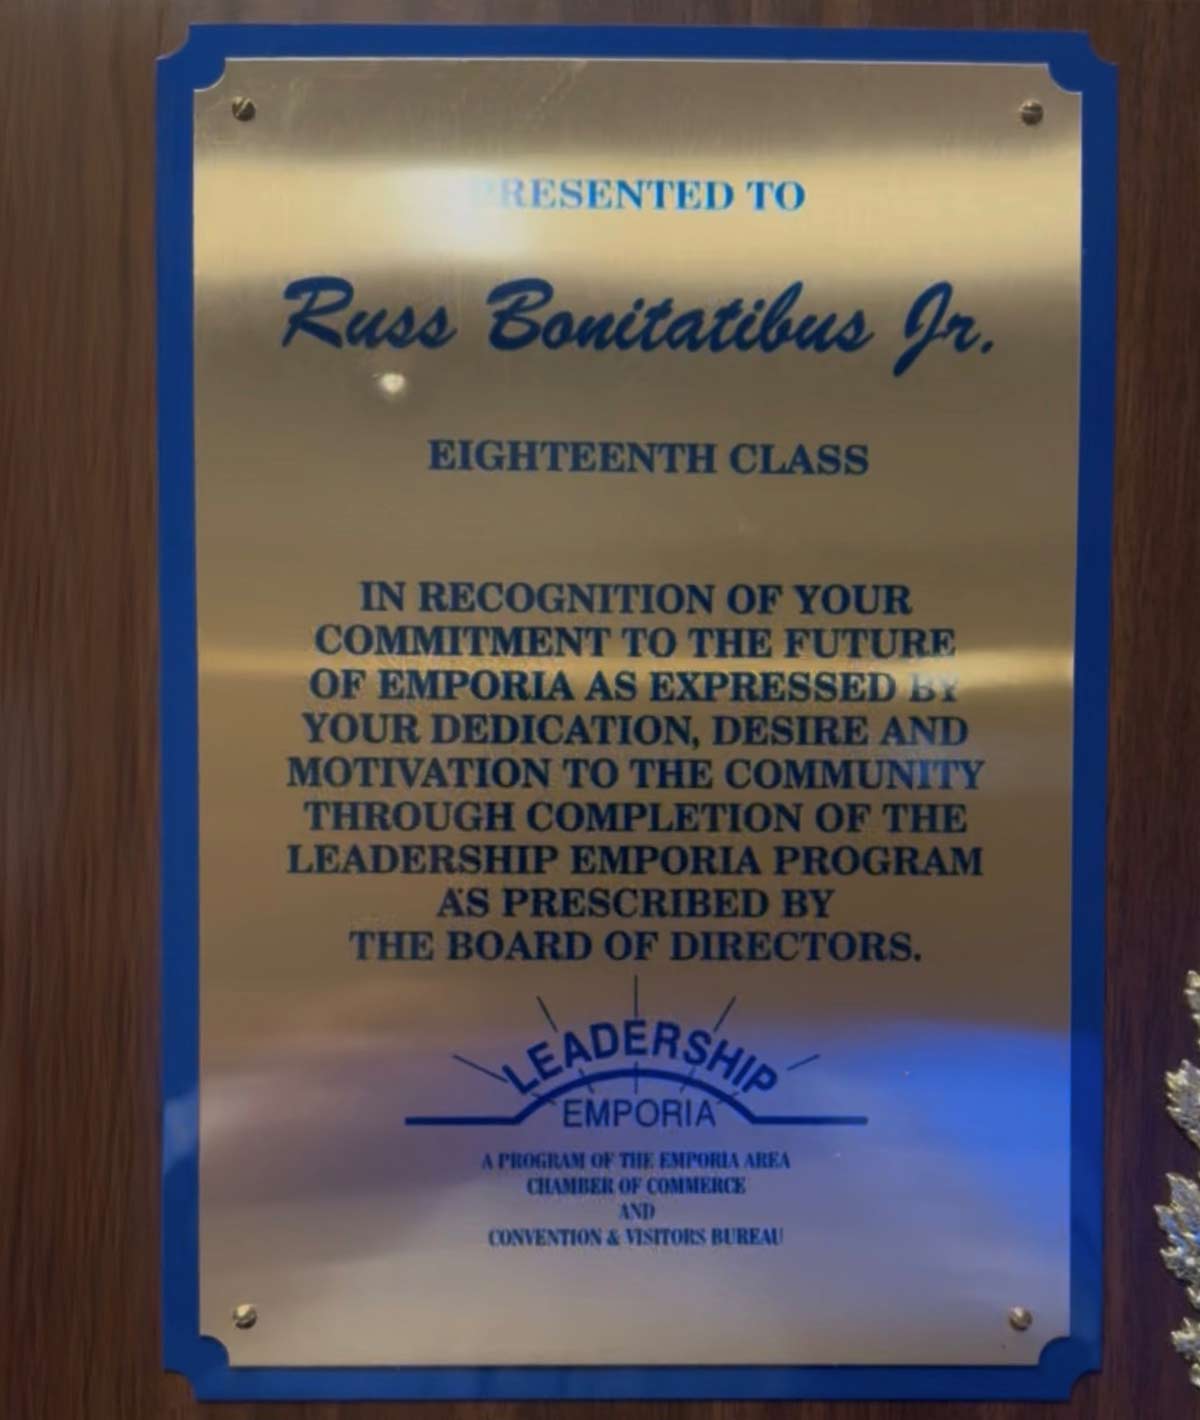 PRESENTED TO
Russ Bonitatibus Jr.
EIGHTEENTH CLASS
IN RECOGNITION OF YOUR
COMMITMENT TO THE FUTURE
OF EMPORIA AS EXPRESSED BY
YOUR DEDICATION, DESIRE AND
MOTIVATION TO THE COMMUNITY
THROUGH COMPLETION OF THE
LEADERSHIP EMPORIA PROGRAM
AS PRESCRIBED BY
THE BOARD OF DIRECTORS.
LEADERSHIP
EMPORIA
A PROGRAM OF THE EMPORIA AREA
CHAMBER OF COMMERCE
AND
CONVENTION & VISITORS BUREAU